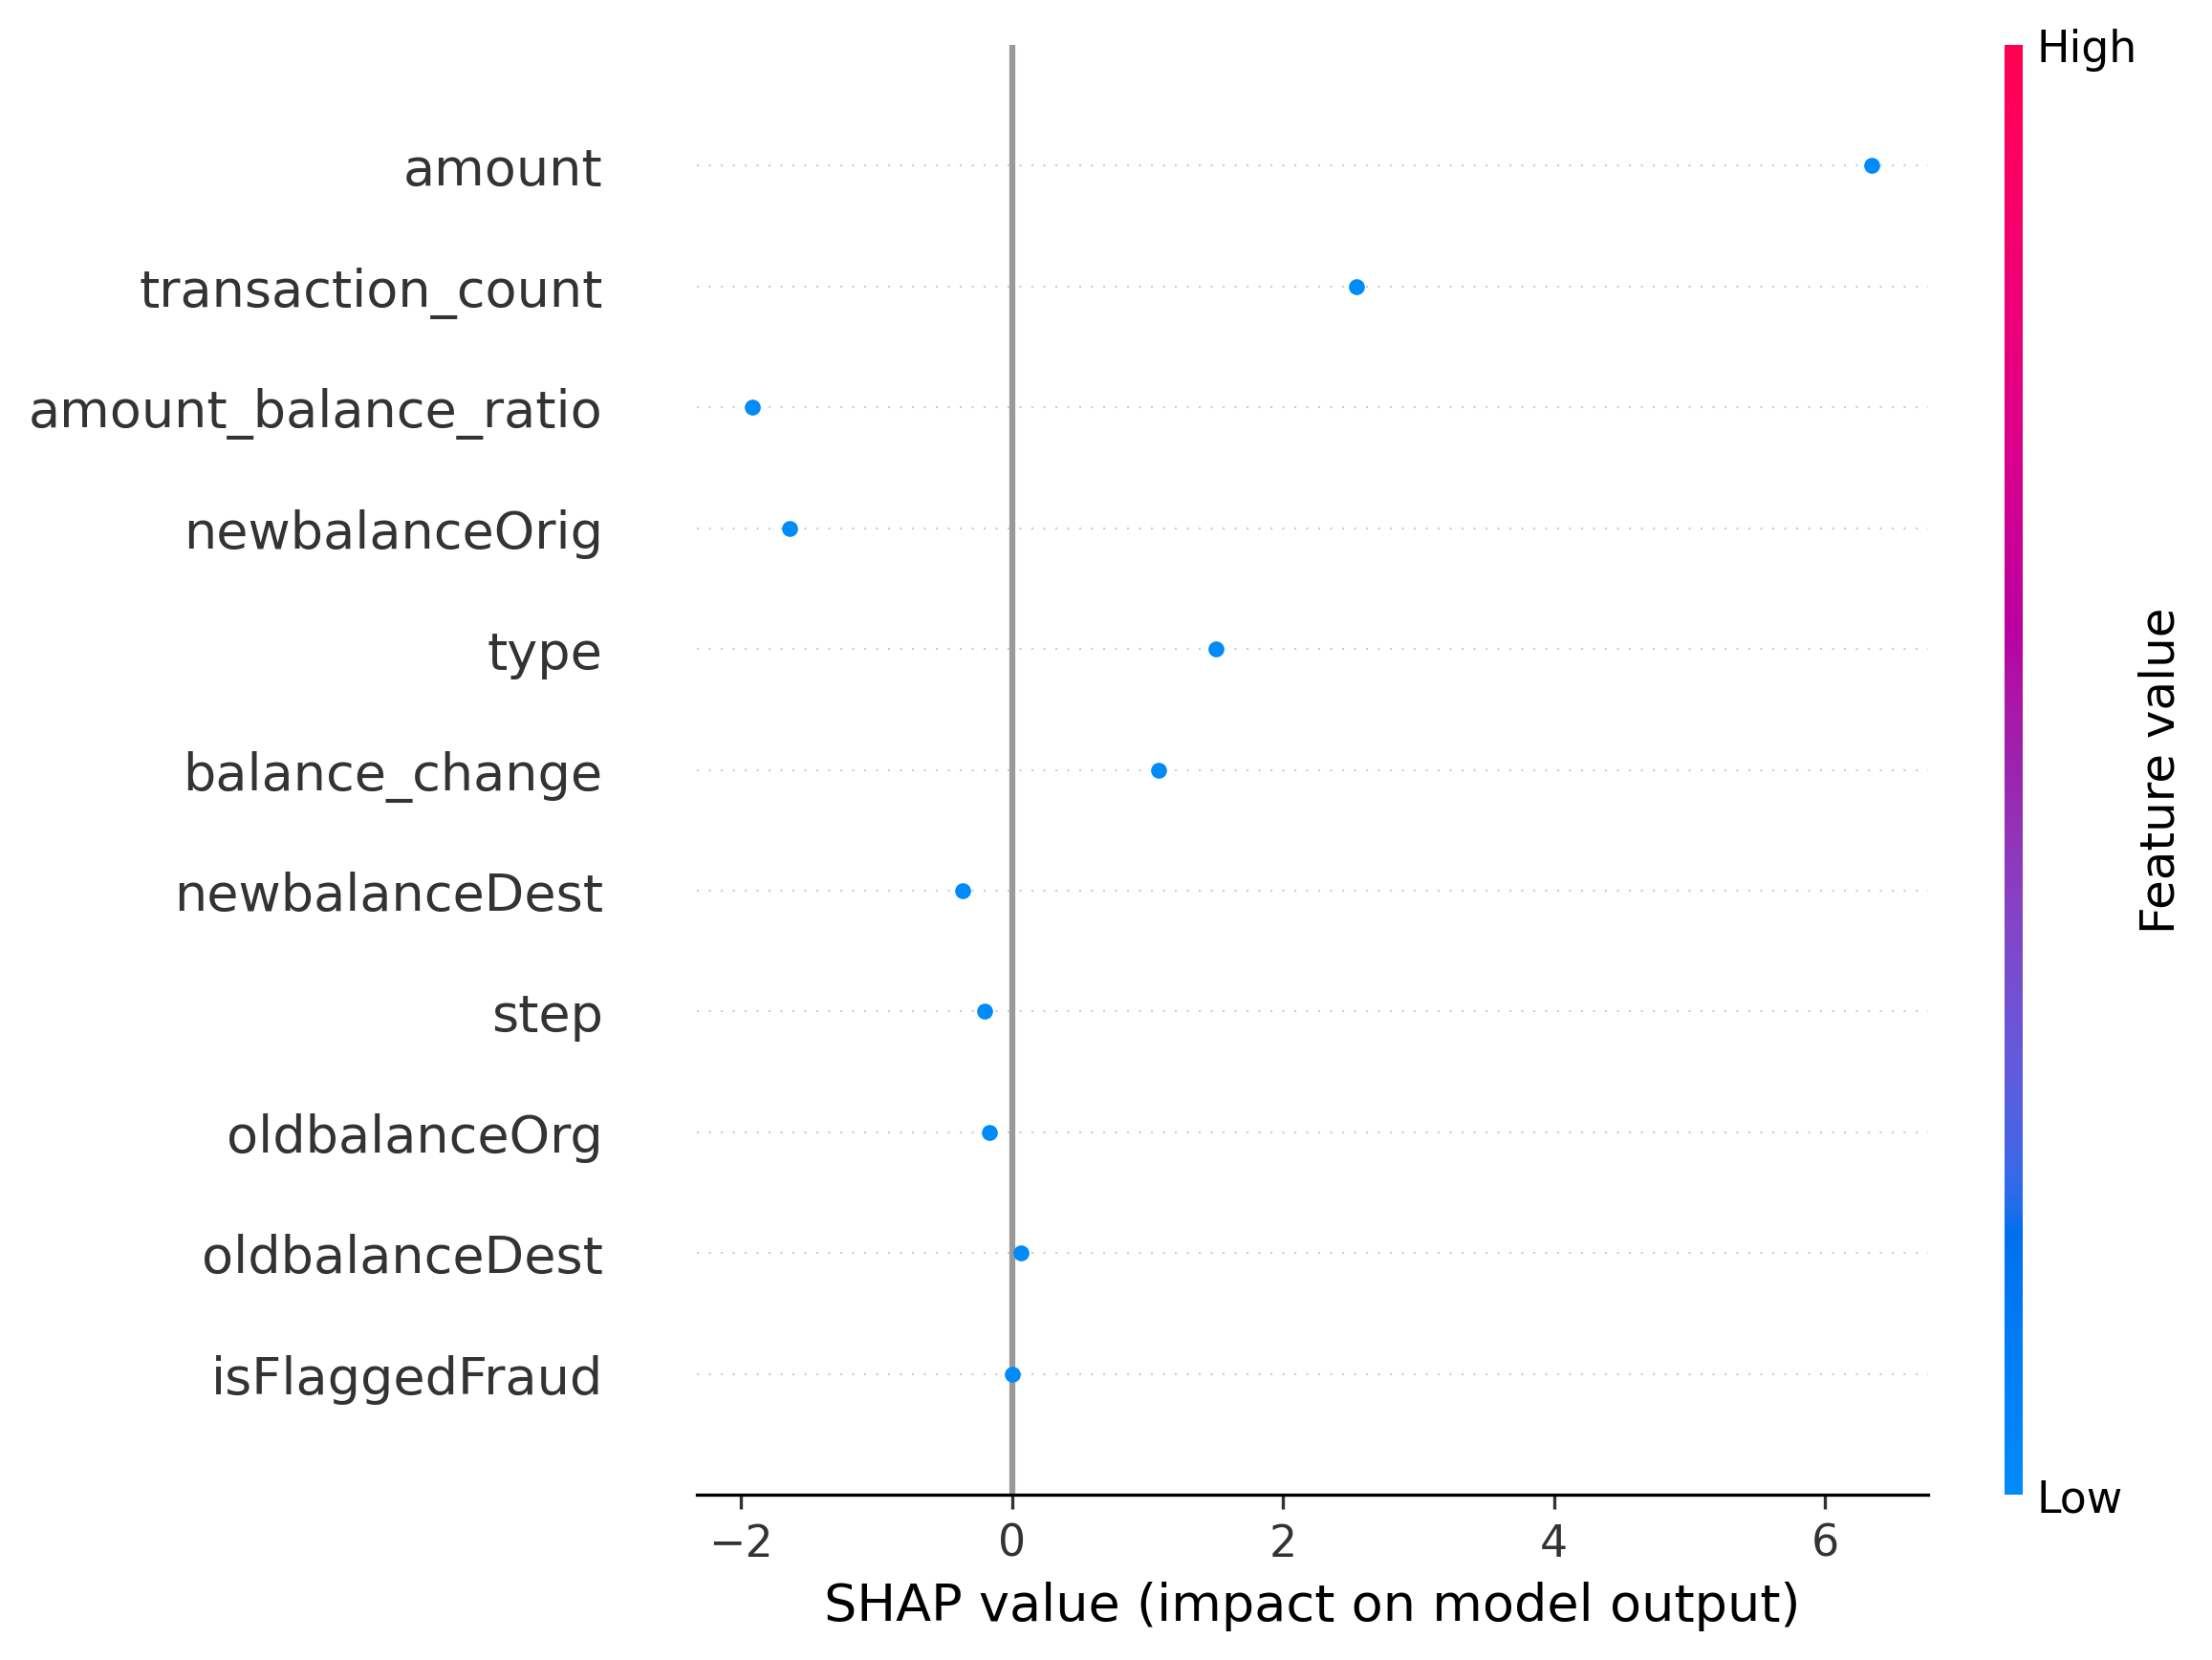 High
amount
transaction_count
amount_balance_ratio
newbalanceOrig
type
balance_change
newbalanceDest
step
oldbalanceOrg
oldbalanceDest
isFlaggedFraud
Feature value
Low
−2 0 2 4 6
SHAP value (impact on model output)